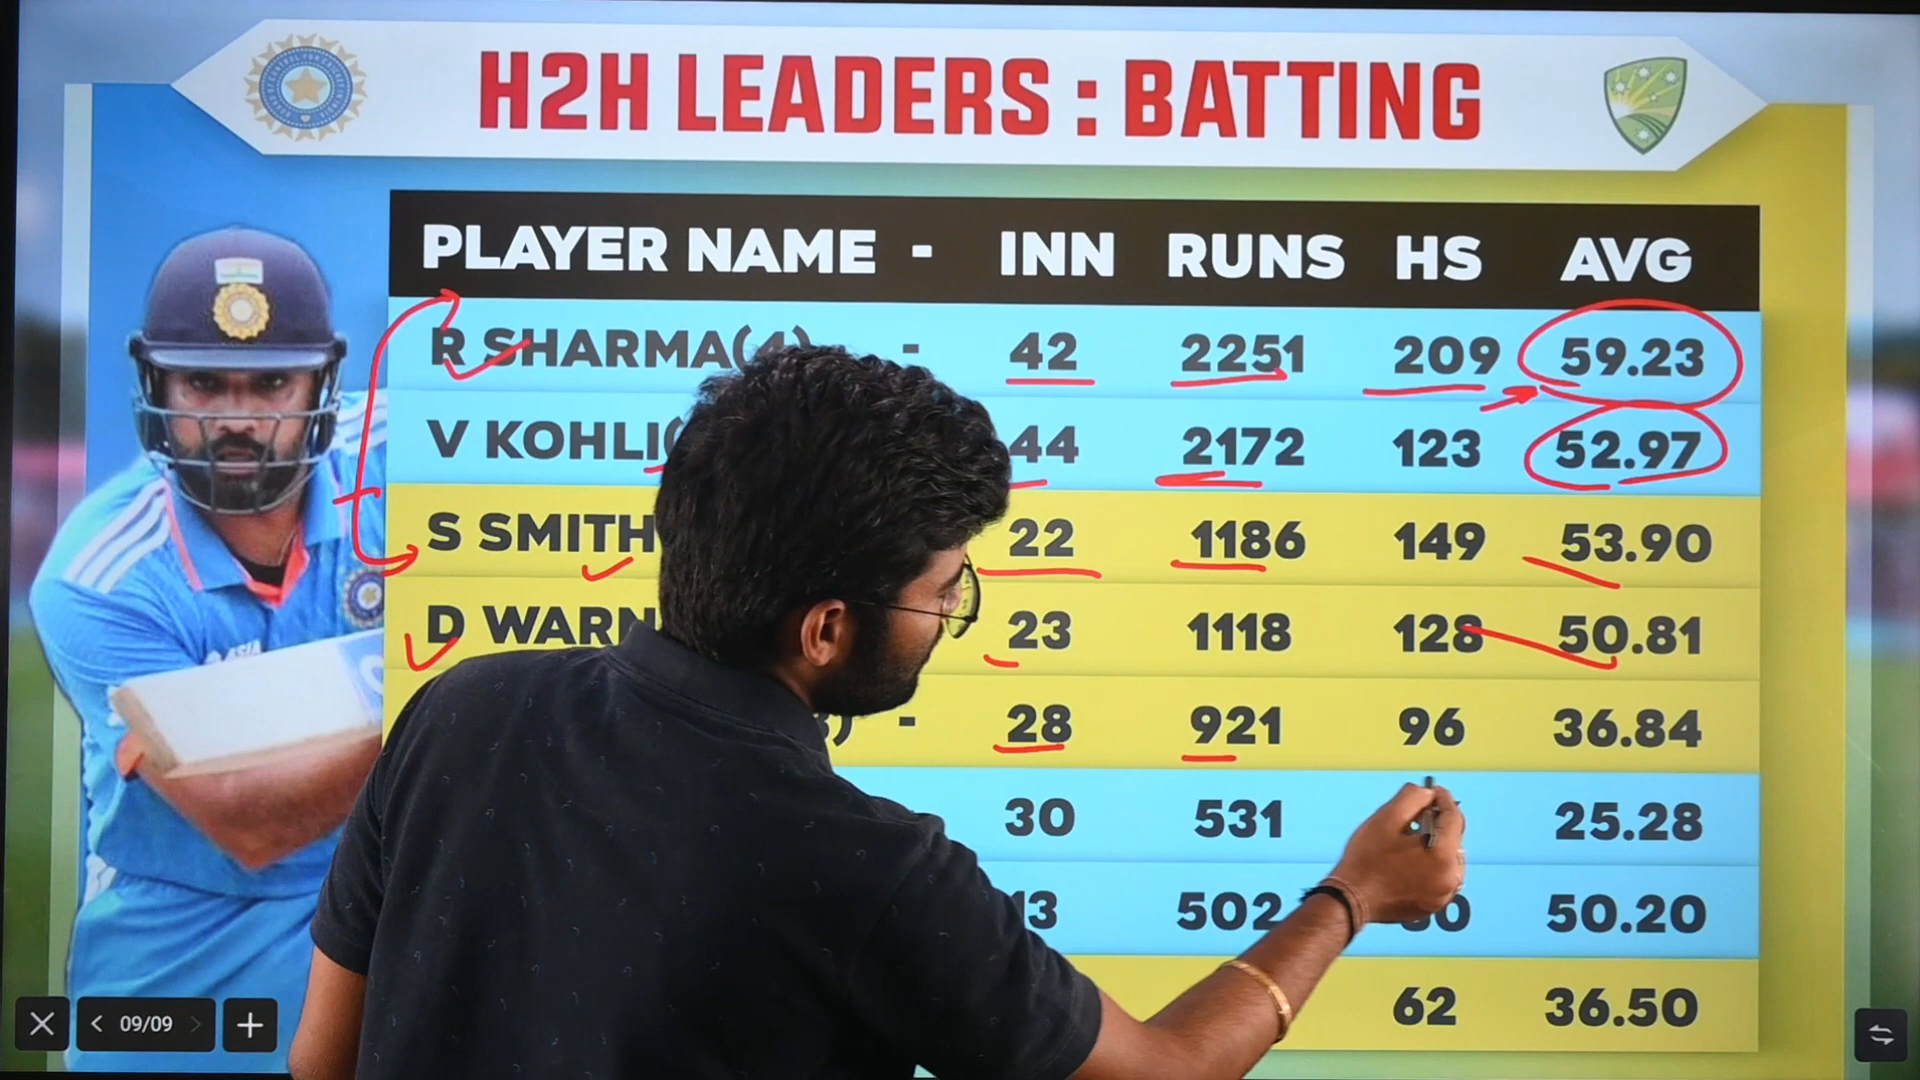 H2H LEADERS : BATTING
PLAYER NAME - INN RUNS HS AVG
R SHARMA(4) - 42 2251 209 59.23
V KOHLI( 44 2172 123 52.97
S SMITH 22 1186 149 53.90
D WARN 23 1118 128 50.81
) - 28 921 96 36.84
30 531 25.28
13 502 50.20
62 36.50
ASIA
09/09